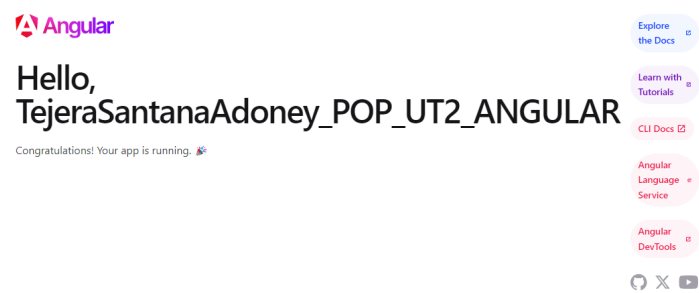 Angular
Hello,
TejeraSantanaAdoney_POP_UT2_ANGULAR
Congratulations! Your app is running. 🎉
Explore
the Docs
Learn with
Tutorials
CLI Docs
Angular
Language
Service
Angular
DevTools